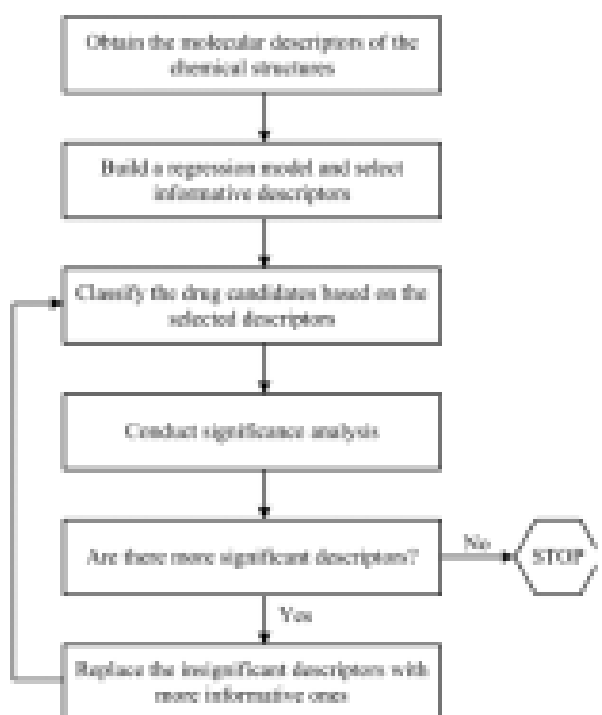 Obtain the molecular descriptors of the
chemical structures
Build a regression model and select
informative descriptors
Classify the drug candidates based on the
selected descriptors
Conduct significance analysis
Are there more significant descriptors?
No
STOP
Yes
Replace the insignificant descriptors with
more informative ones